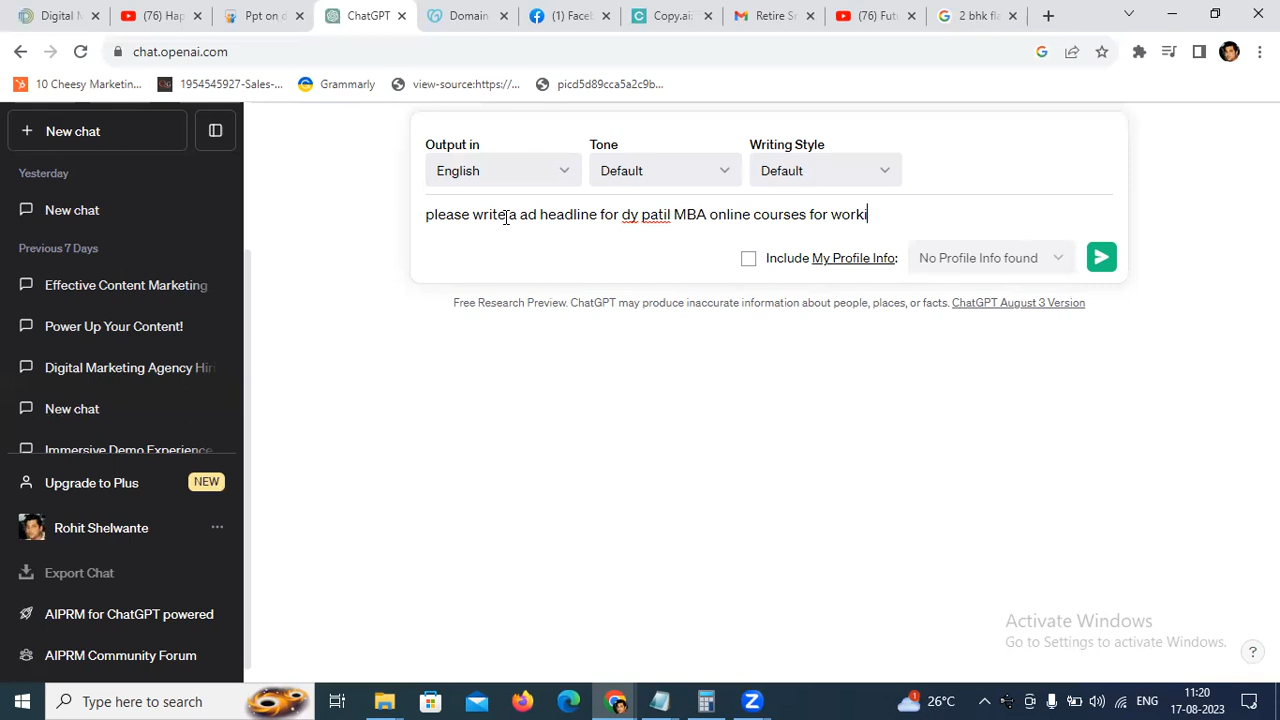 Digital M
(76) Hap
Ppt on d
ChatGPT
Domain
(1) Faceb
Copy.ai:
Retire So
(76) Fut
2 bhk fla
chat.openai.com
10 Cheesy Marketin...
1954545927-Sales-...
Grammarly
view-source:https://...
picd5d89cca5a2c9b...
New chat
Yesterday
New chat
Previous 7 Days
Effective Content Marketing
Power Up Your Content!
Digital Marketing Agency Hiri
New chat
Immersive Demo Experience
Upgrade to Plus
NEW
Rohit Shelwante
Export Chat
AIPRM for ChatGPT powered
AIPRM Community Forum
Output in
Tone
Writing Style
English
Default
Default
please write a ad headline for dy patil MBA online courses for worki
Include My Profile Info:
No Profile Info found
Free Research Preview. ChatGPT may produce inaccurate information about people, places, or facts. ChatGPT August 3 Version
Activate Windows
Go to Settings to activate Windows.
?
Type here to search
1
26°C
ENG
11:20
17-08-2023